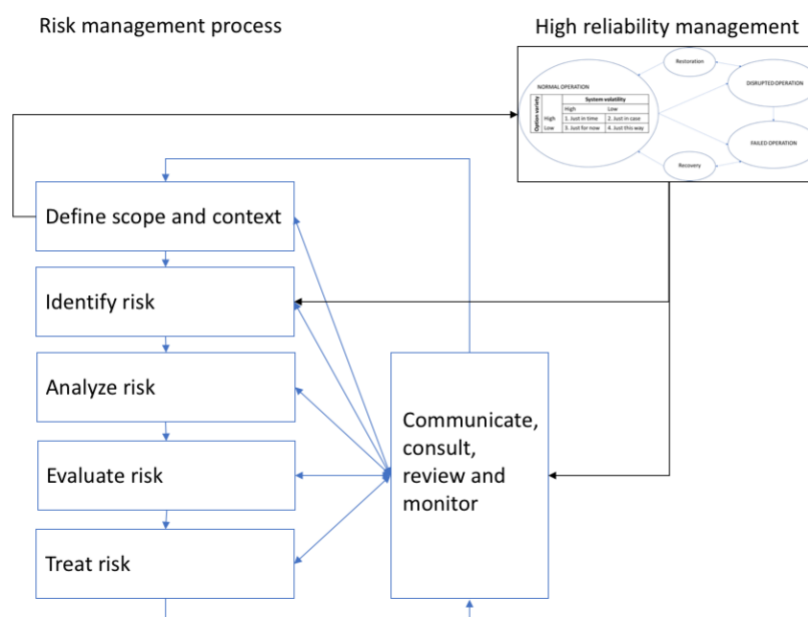 Risk management process
High reliability management
Restoration
NORMAL OPERATION
DISRUPTED OPERATION
System volatility
Option variety
High Low
High 1. Just in time 2. Just in case
Low 3. Just for now 4. Just this way
FAILED OPERATION
Recovery
Define scope and context
Identify risk
Analyze risk
Evaluate risk
Treat risk
Communicate,
consult,
review and
monitor